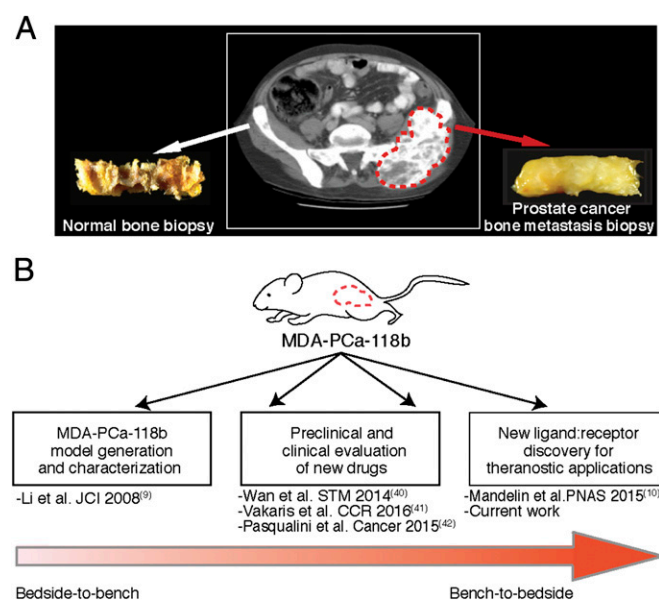 A
Normal bone biopsy
Prostate cancer
bone metastasis biopsy
B
MDA-PCa-118b
MDA-PCa-118b
model generation
and characterization
-Li et al. JCI 2008(9)
Preclinical and
clinical evaluation
of new drugs
-Wan et al. STM 2014(40)
-Vakaris et al. CCR 2016(41)
-Pasqualini et al. Cancer 2015(42)
New ligand:receptor
discovery for
theranostic applications
-Mandelin et al.PNAS 2015(10)
-Current work
Bedside-to-bench
Bench-to-bedside